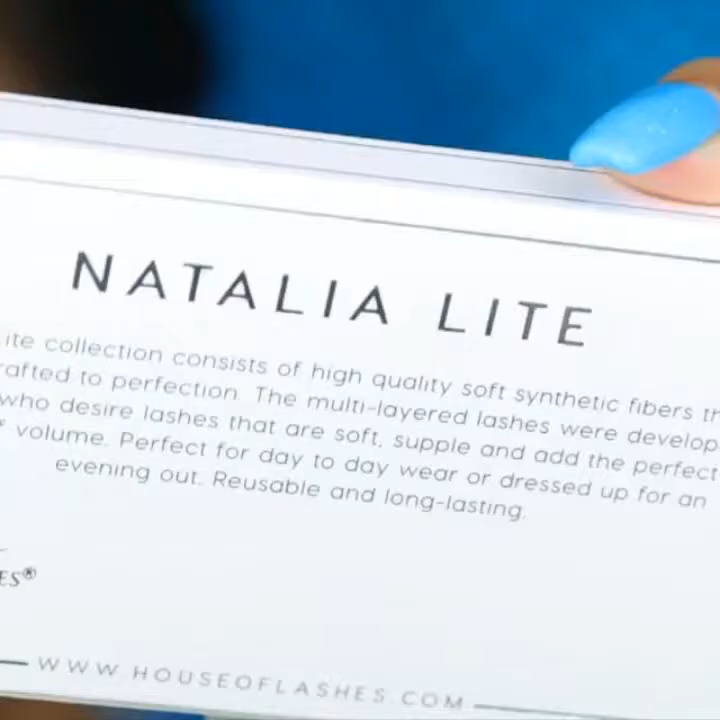 NATALIA LITE
ite collection consists of high quality soft synthetic fibers th
rafted to perfection. The multi-layered lashes were develop
who desire lashes that are soft, supple and add the perfect
volume. Perfect for day to day wear or dressed up for an
evening out. Reusable and long-lasting.
ES®
WWW.HOUSEOFLASHES.COM